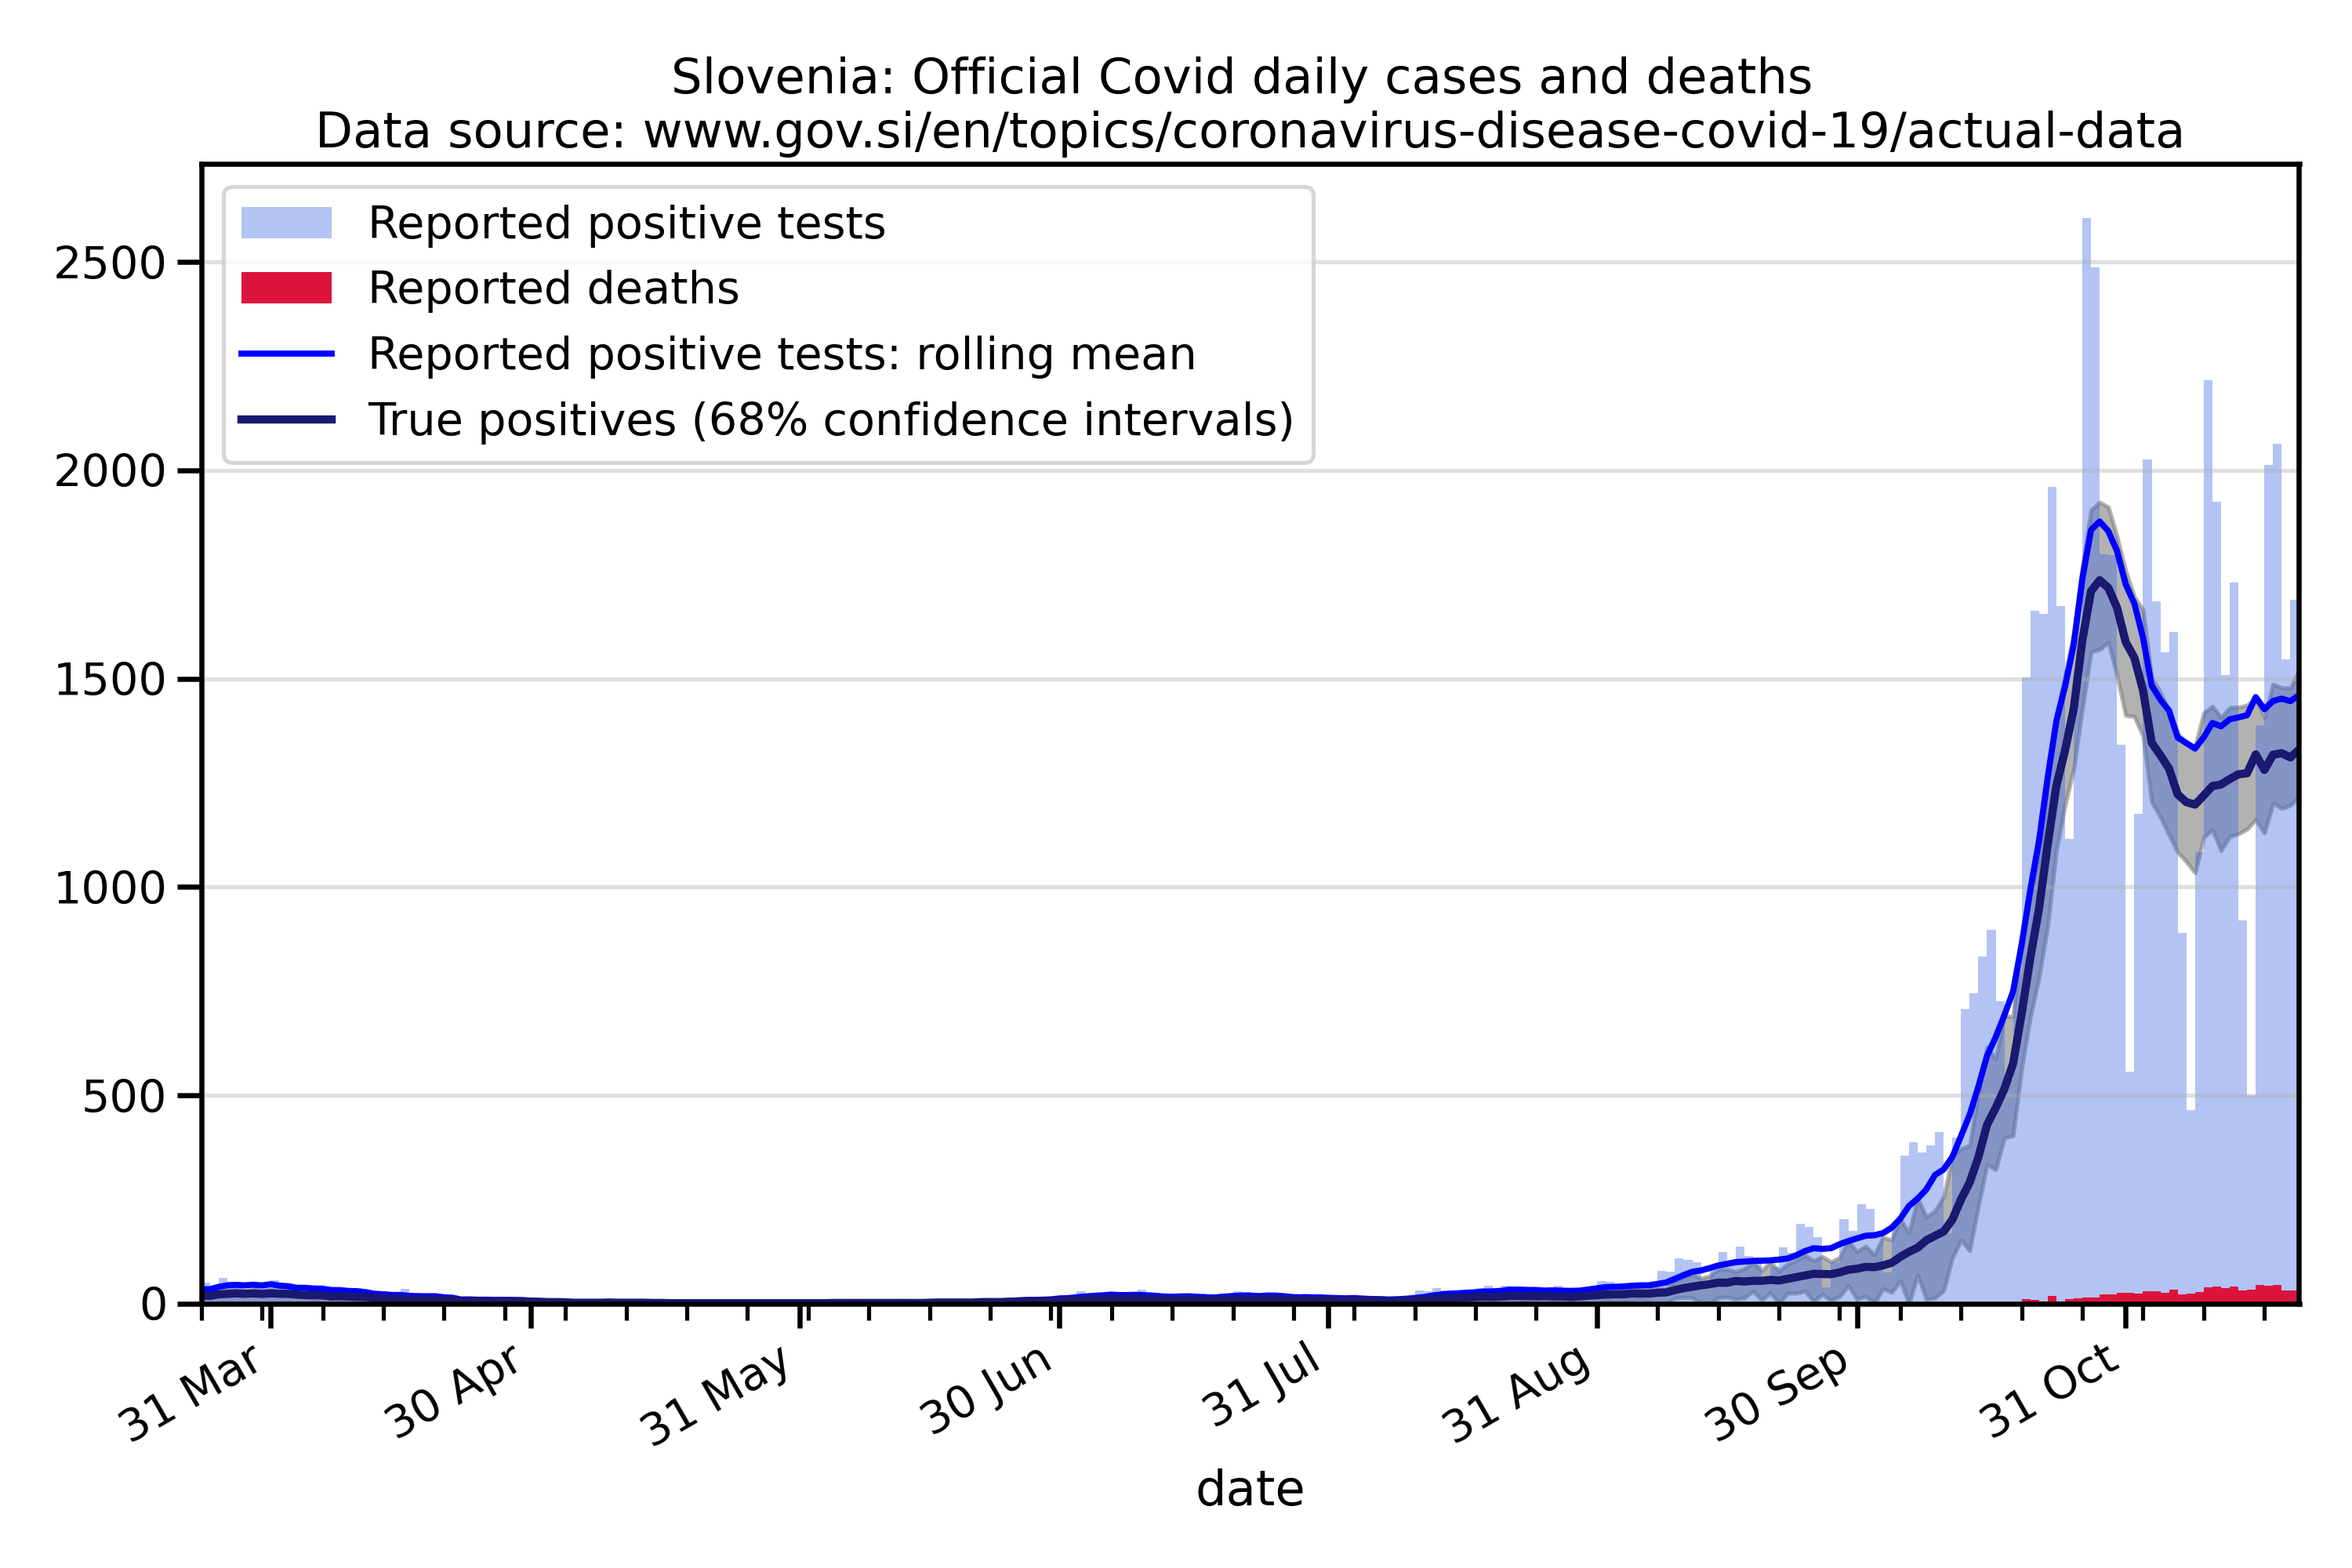 Slovenia: Official Covid daily cases and deaths
Data source: www.gov.si/en/topics/coronavirus-disease-covid-19/actual-data
Reported positive tests
Reported deaths
Reported positive tests: rolling mean
True positives (68% confidence intervals)
2500
2000
1500
1000
500
0
31 Mar
30 Apr
31 May
30 Jun
31 Jul
31 Aug
30 Sep
31 Oct
date